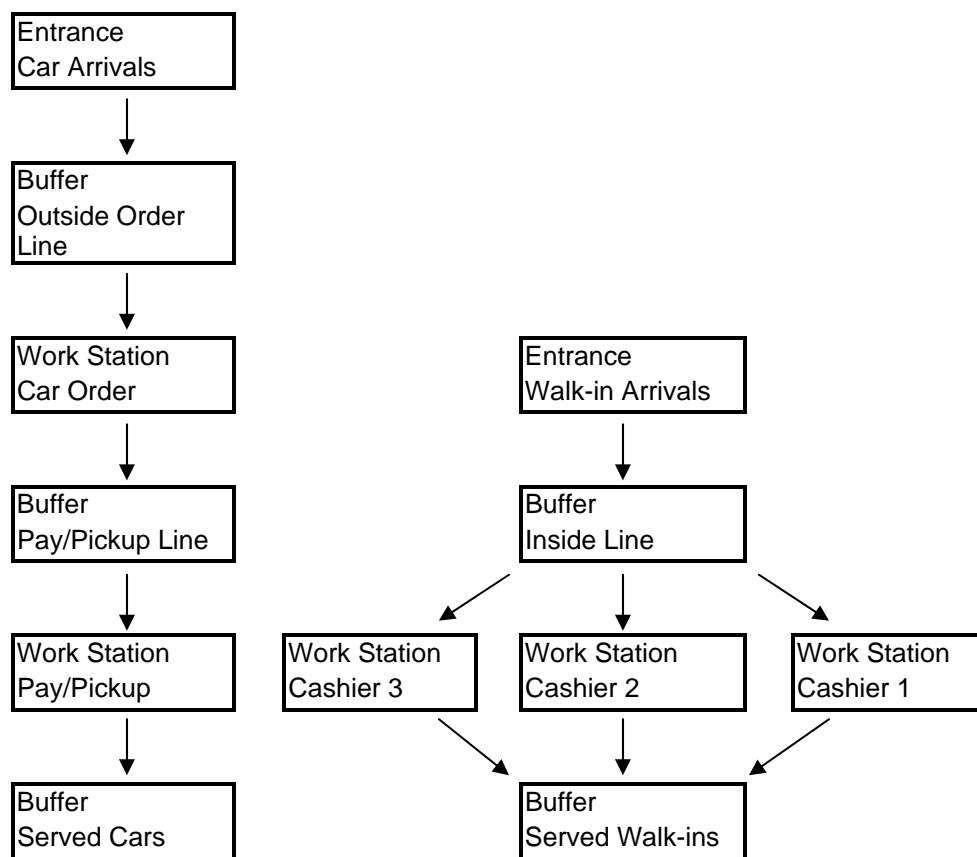 Entrance
Car Arrivals
Buffer
Outside Order
Line
Work Station
Car Order
Entrance
Walk-in Arrivals
Buffer
Pay/Pickup Line
Buffer
Inside Line
Work Station
Pay/Pickup
Work Station
Cashier 3
Work Station
Cashier 2
Work Station
Cashier 1
Buffer
Served Cars
Buffer
Served Walk-ins